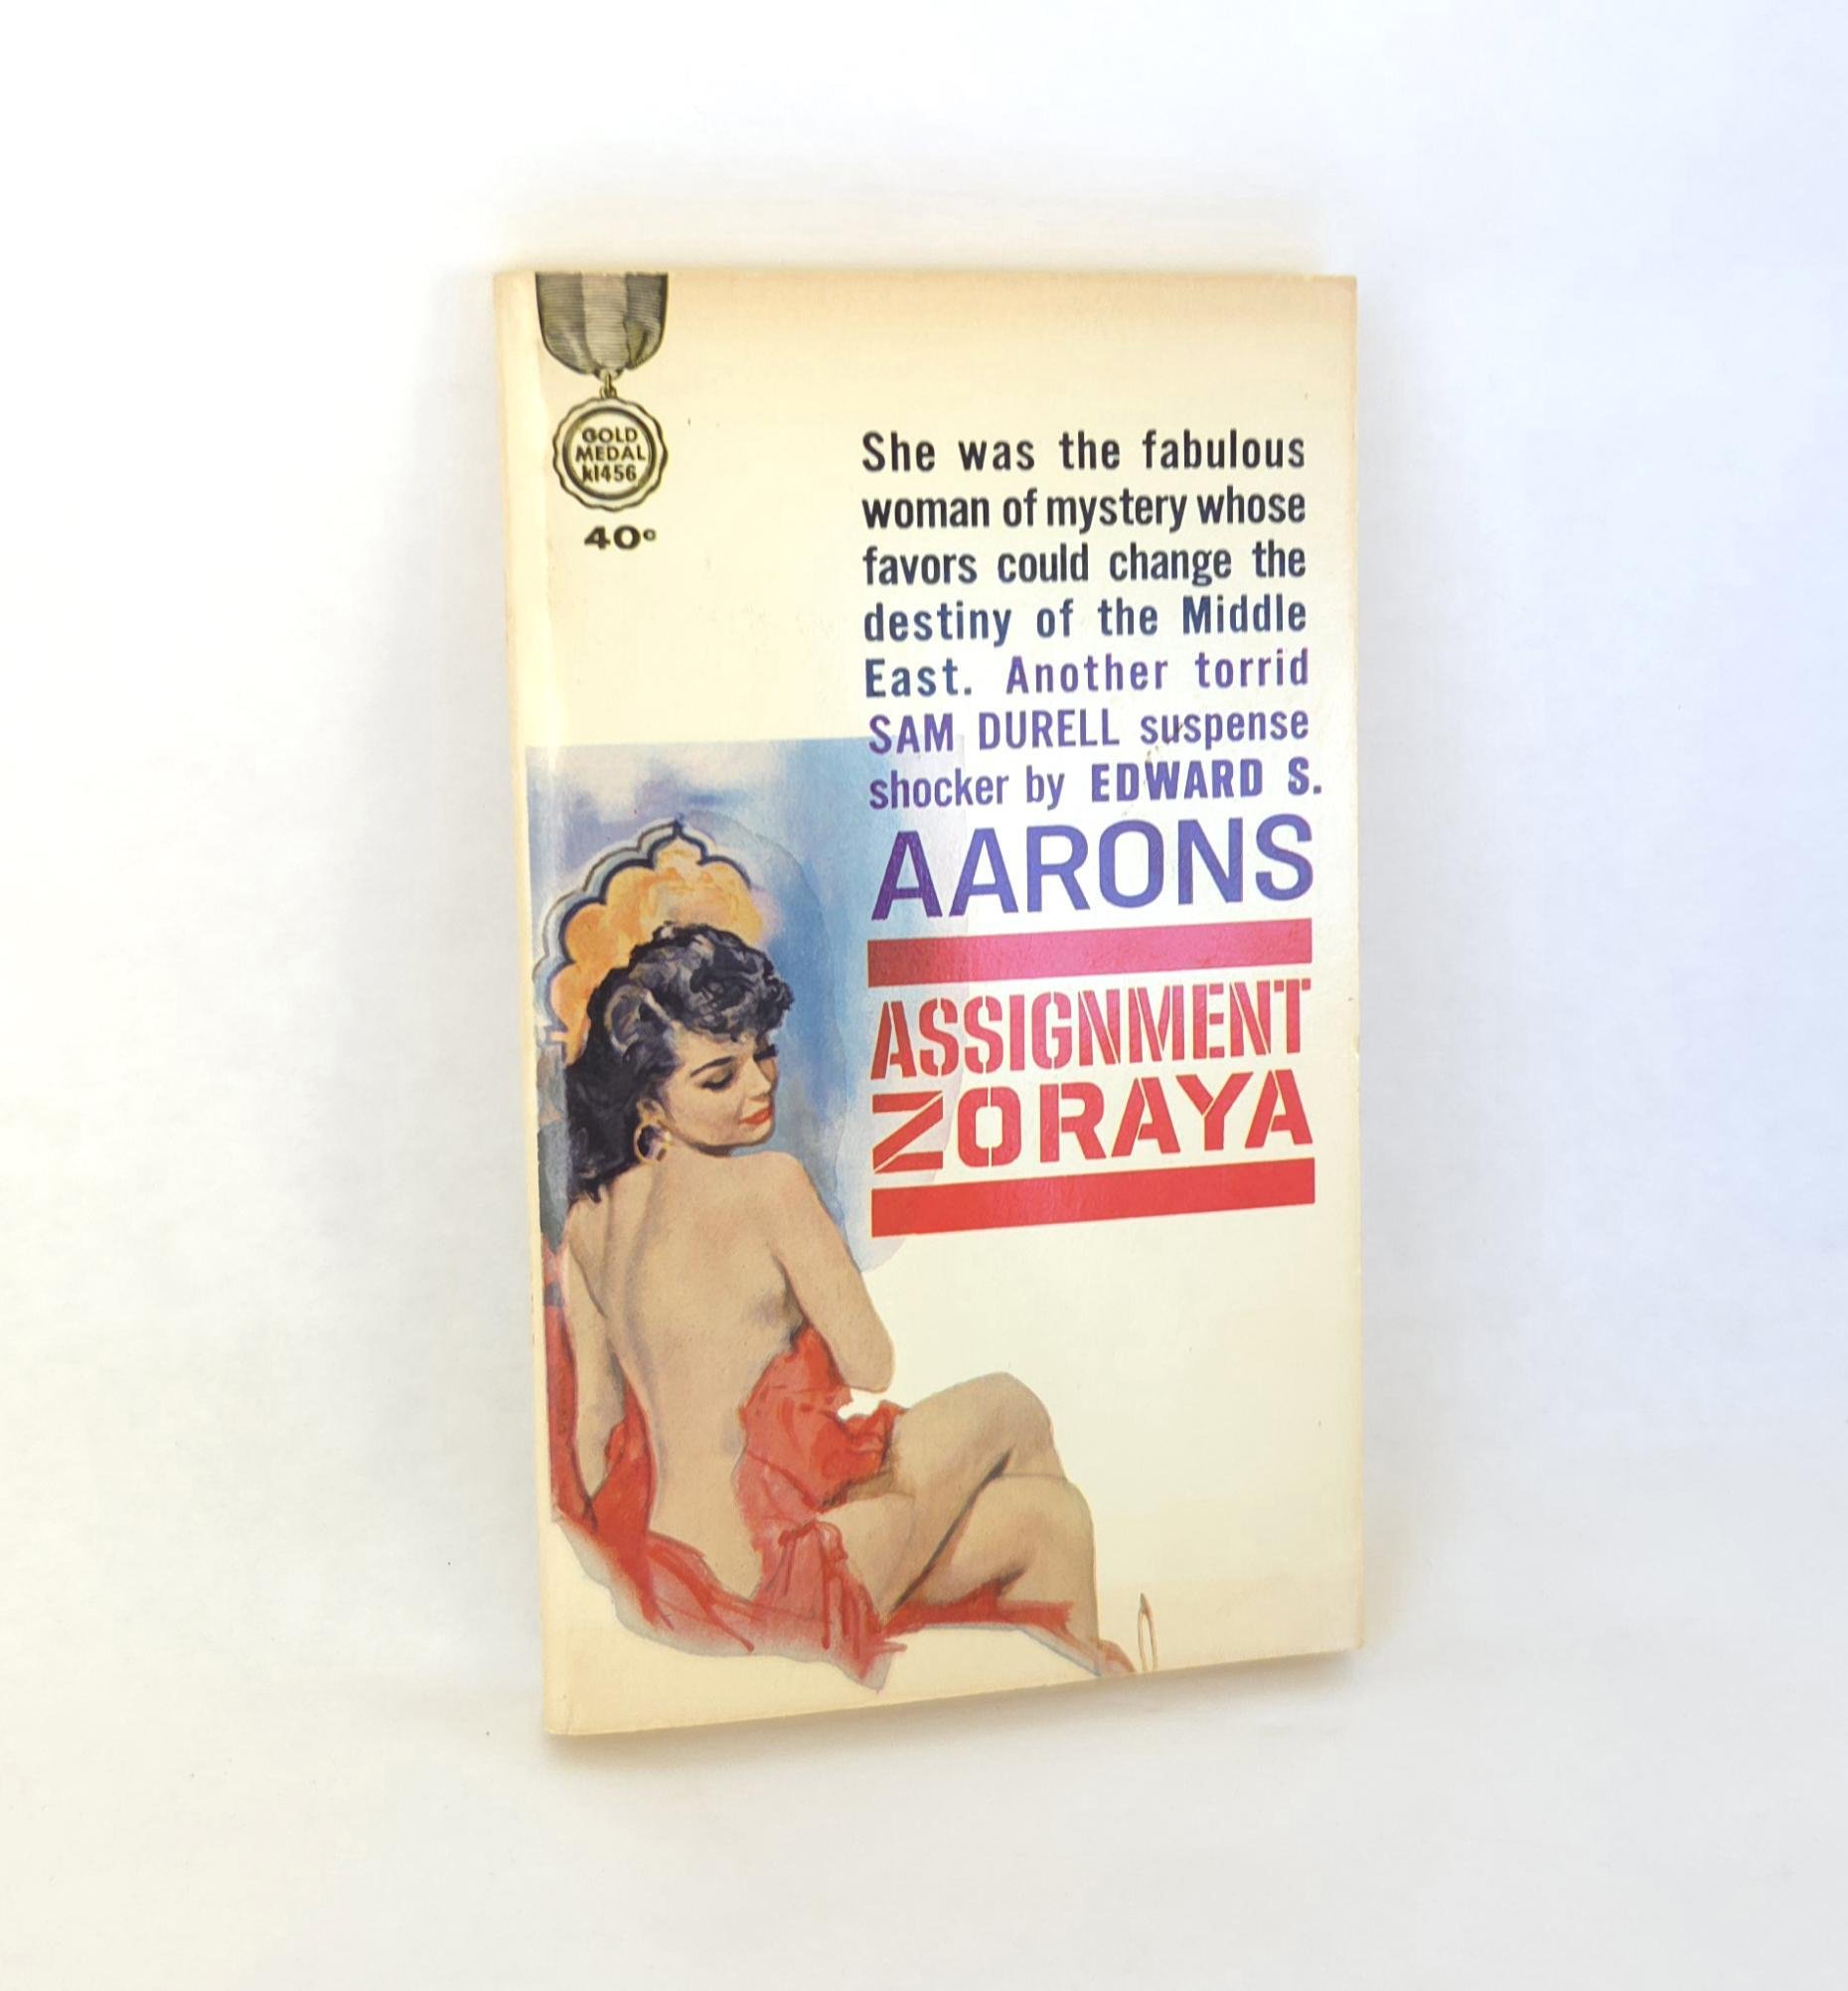 GOLD
MEDAL
k1456
40c
She was the fabulous
woman of mystery whose
favors could change the
destiny of the Middle
East. Another torrid
SAM DURELL suspense
shocker by EDWARD S.
AARONS
ASSIGNMENT
ZORAYA